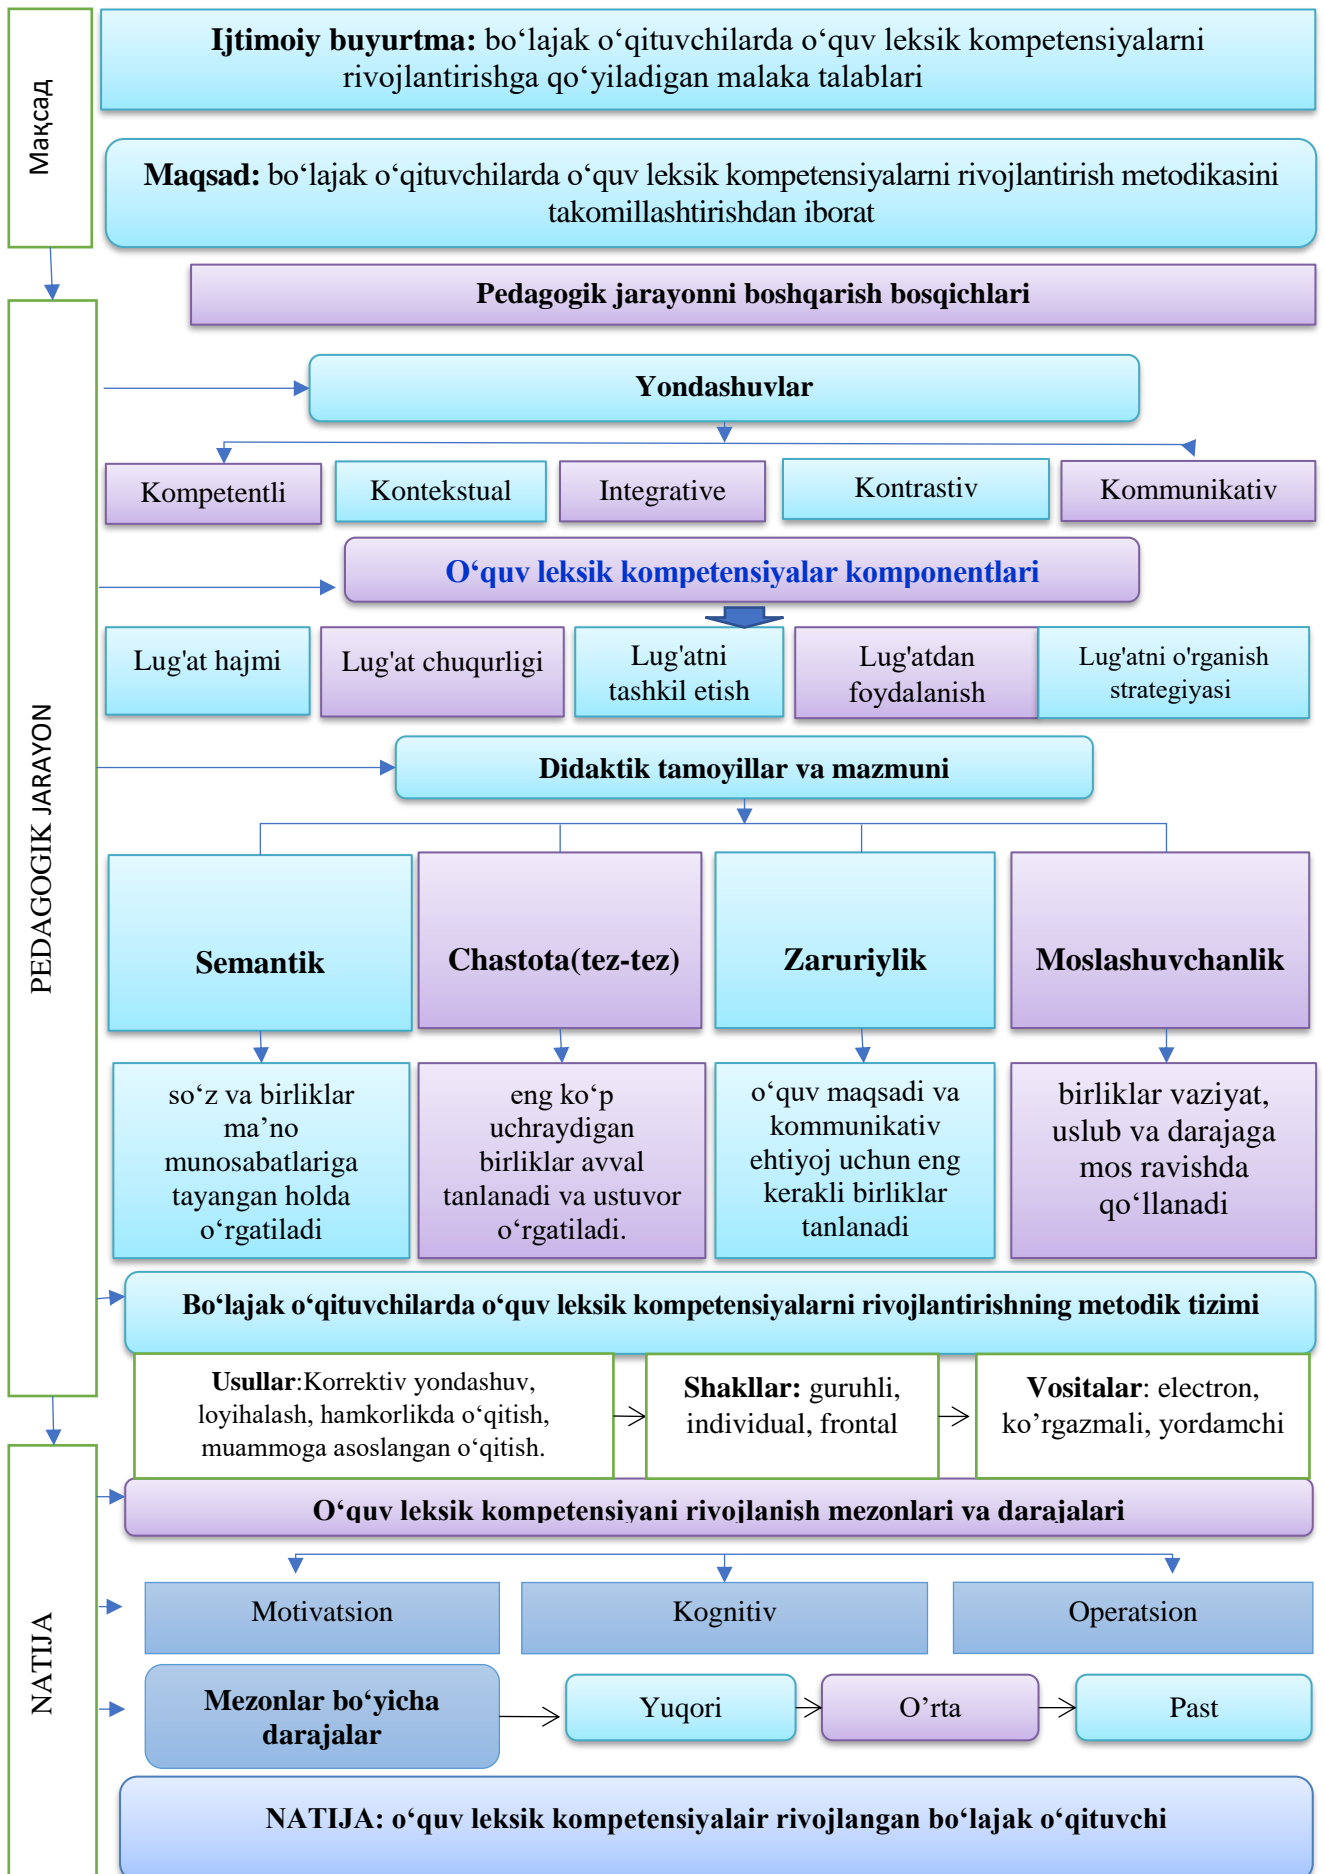 Мақсад
Ijtimoiy buyurtma: bo‘lajak o‘qituvchilarda o‘quv leksik kompetensiyalarni
rivojlantirishga qo‘yiladigan malaka talablari
Maqsad: bo‘lajak o‘qituvchilarda o‘quv leksik kompetensiyalarni rivojlantirish metodikasini
takomillashtirishdan iborat
PEDAGOGIK JARAYON
Pedagogik jarayonni boshqarish bosqichlari
Yondashuvlar
Kompetentli
Kontekstual
Integrative
Kontrastiv
Kommunikativ
O‘quv leksik kompetensiyalar komponentlari
Lug'at hajmi
Lug'at chuqurligi
Lug'atni
tashkil etish
Lug'atdan
foydalanish
Lug'atni o'rganish
strategiyasi
Didaktik tamoyillar va mazmuni
Semantik
Chastota(tez-tez)
Zaruriylik
Moslashuvchanlik
so‘z va birliklar
ma’no
munosabatlariga
tayangan holda
o‘rgatiladi
eng ko‘p
uchraydigan
birliklar avval
tanlanadi va ustuvor
o‘rgatiladi.
o‘quv maqsadi va
kommunikativ
ehtiyoj uchun eng
kerakli birliklar
tanlanadi
birliklar vaziyat,
uslub va darajaga
mos ravishda
qo‘llanadi
Bo‘lajak o‘qituvchilarda o‘quv leksik kompetensiyalarni rivojlantirishning metodik tizimi
Usullar:Korrektiv yondashuv,
loyihalash, hamkorlikda o‘qitish,
muammoga asoslangan o‘qitish.
Shakllar: guruhli,
individual, frontal
Vositalar: electron,
ko’rgazmali, yordamchi
NATIJA
O‘quv leksik kompetensiyani rivojlanish mezonlari va darajalari
Motivatsion
Kognitiv
Operatsion
Mezonlar bo‘yicha
darajalar
Yuqori
O’rta
Past
NATIJA: o‘quv leksik kompetensiyalair rivojlangan bo‘lajak o‘qituvchi